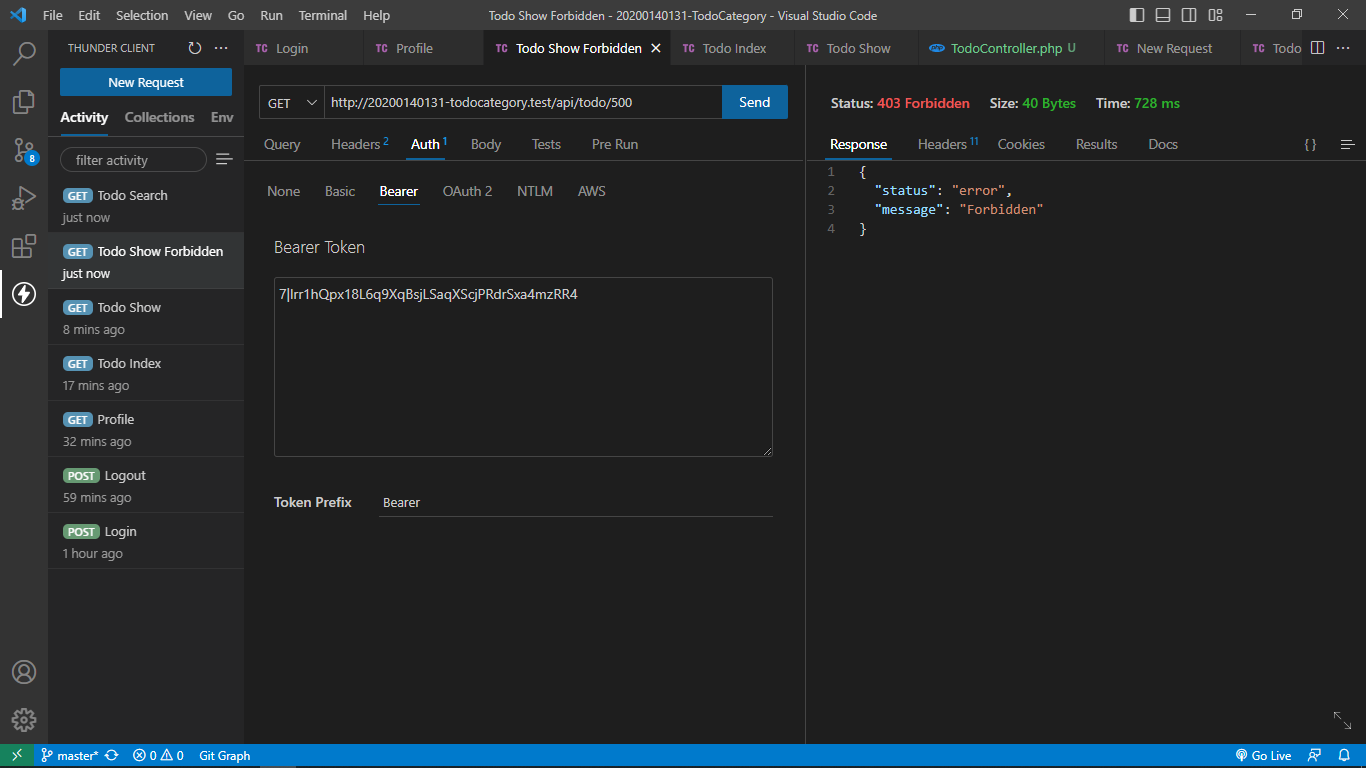 File Edit Selection View Go Run Terminal Help Todo Show Forbidden - 20200140131-TodoCategory - Visual Studio Code
THUNDER CLIENT
TC Login TC Profile TC Todo Show Forbidden TC Todo Index TC Todo Show php TodoController.php U TC New Request TC Todo
New Request
Activity Collections Env
filter activity
GET Todo Search
just now
GET Todo Show Forbidden
just now
GET Todo Show
8 mins ago
GET Todo Index
17 mins ago
GET Profile
32 mins ago
POST Logout
59 mins ago
POST Login
1 hour ago
8
GET http://20200140131-todocategory.test/api/todo/500 Send
Query Headers 2 Auth 1 Body Tests Pre Run
None Basic Bearer OAuth 2 NTLM AWS
Bearer Token
7|Irr1hQpx18L6q9XqBsjLSaqXScjPRdrSxa4mzRR4
Token Prefix Bearer
Status: 403 Forbidden Size: 40 Bytes Time: 728 ms
Response Headers 11 Cookies Results Docs { }
1 {
2 "status": "error",
3 "message": "Forbidden"
4 }
master* 0 0 Git Graph Go Live